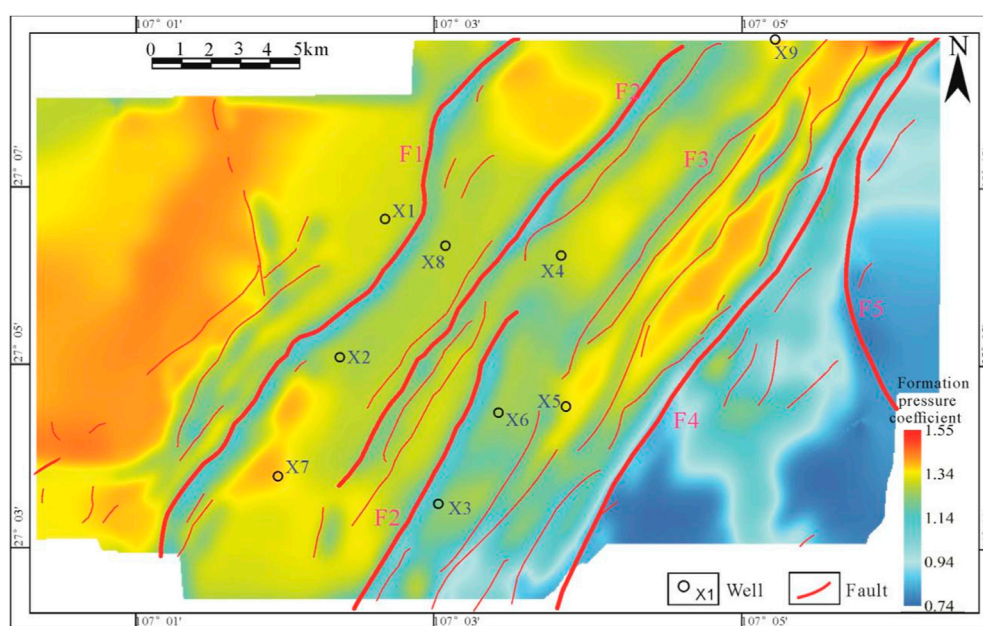 107° 01′
107° 03′
107° 05′
0 1 2 3 4 5km
X9
N
F2
F1
F3
27° 07′
X1
X8
X4
F5
27° 05′
X2
Formation
pressure
coefficient
X5
X6
F4
1.55
X7
1.34
F2
X3
1.14
27° 03′
0.94
X1 Well
Fault
0.74
107° 01′
107° 03′
107° 05′